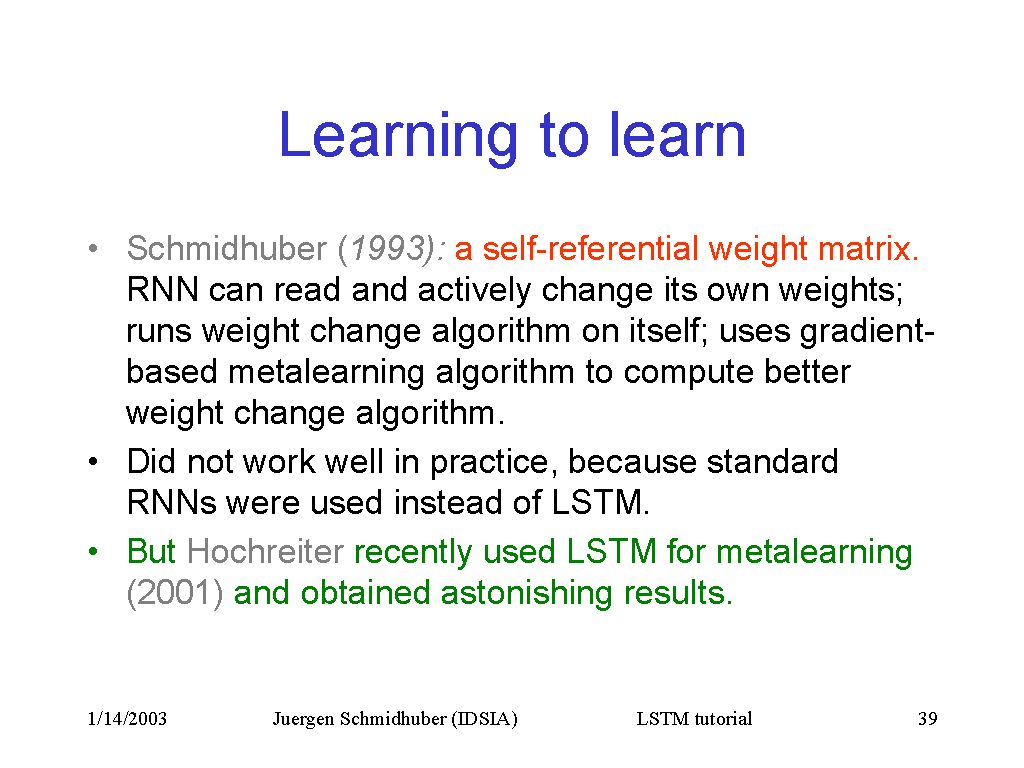 Learning to learn
• Schmidhuber (1993): a self-referential weight matrix.
RNN can read and actively change its own weights;
runs weight change algorithm on itself; uses gradient-
based metalearning algorithm to compute better
weight change algorithm.
• Did not work well in practice, because standard
RNNs were used instead of LSTM.
• But Hochreiter recently used LSTM for metalearning
(2001) and obtained astonishing results.
1/14/2003 Juergen Schmidhuber (IDSIA) LSTM tutorial 39